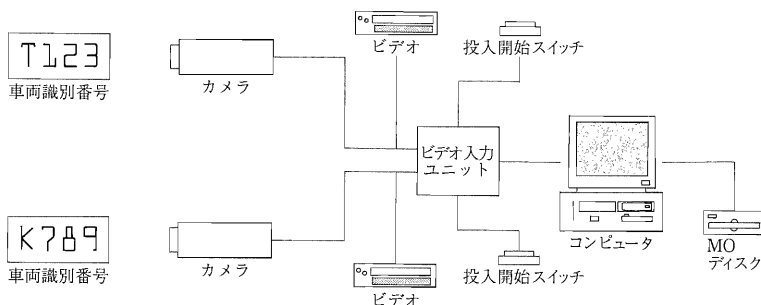 T123
車両識別番号
カメラ
ビデオ
投入開始スイッチ
ビデオ入力
ユニット
コンピュータ
MO
ディスク
K789
車両識別番号
カメラ
ビデオ
投入開始スイッチ